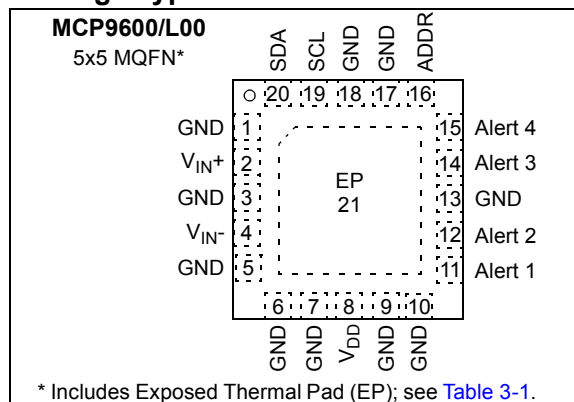 MCP9600/L00
5x5 MQFN*
SDA
SCL
GND
GND
ADDR
20 19 18 17 16
GND 1
VIN+ 2
GND 3
VIN- 4
GND 5
EP
21
15 Alert 4
14 Alert 3
13 GND
12 Alert 2
11 Alert 1
6 7 8 9 10
GND
GND
VDD
GND
GND
* Includes Exposed Thermal Pad (EP); see Table 3-1.